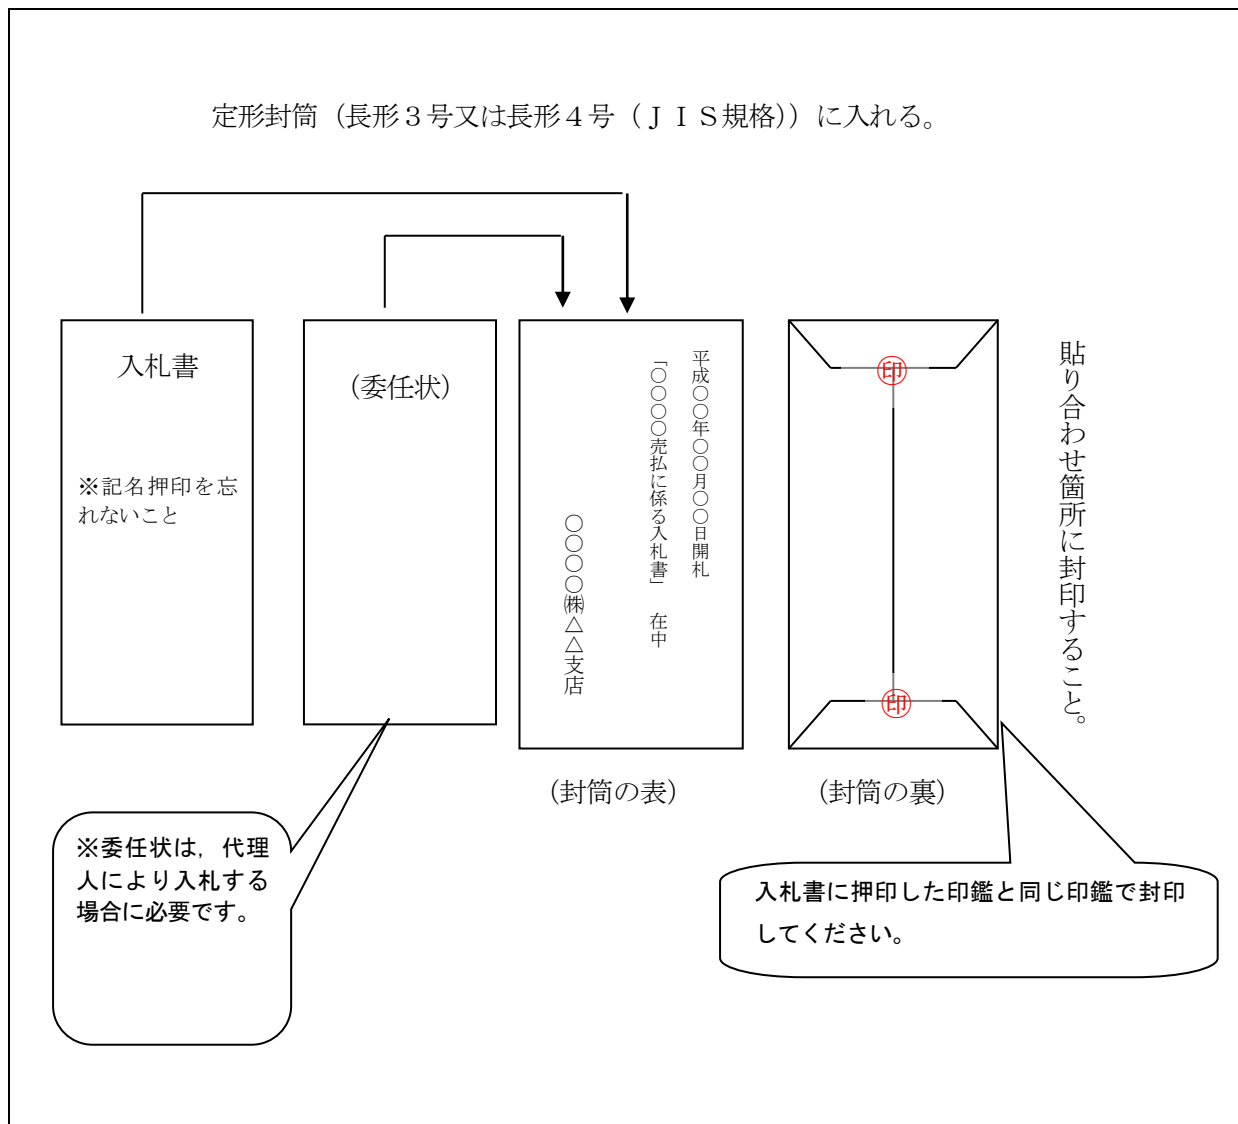 定形封筒（長形３号又は長形４号（ＪＩＳ規格））に入れる。
入札書
※記名押印を忘
れないこと
（委任状）
平成○○年○○月○○日開札
「○○○○売払に係る入札書」　在中
○○○○㈱△△支店
印
印
貼り合わせ箇所に封印すること。
（封筒の表）
（封筒の裏）
※委任状は，代理
人により入札する
場合に必要です。
入札書に押印した印鑑と同じ印鑑で封印
してください。